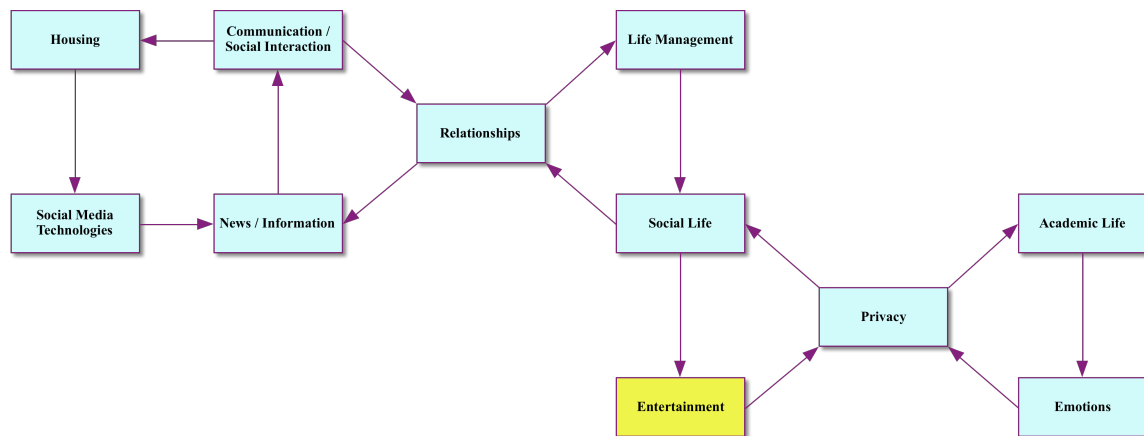 Housing
Communication /
Social Interaction
Life Management
Relationships
Social Media
Technologies
News / Information
Social Life
Academic Life
Privacy
Entertainment
Emotions